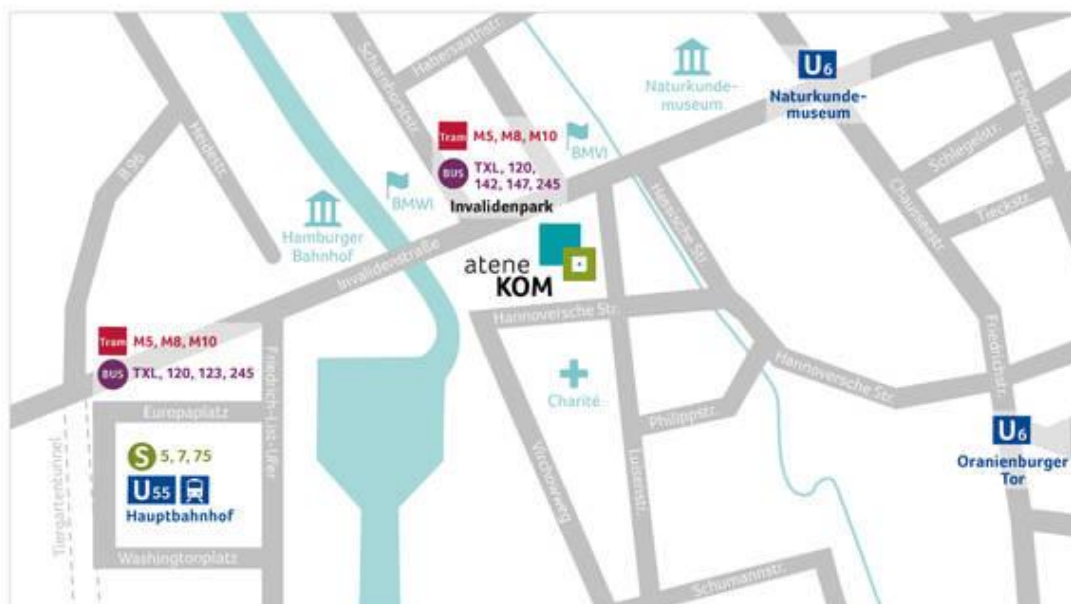 Scharnhorststr.
Habersaathstr.
Naturkunde-
museum
U6
Naturkunde-
museum
Eichendorffstr.
Schlegelstr.
Tieckstr.
Chausseestr.
B 96
Heidestr.
Tram M5, M8, M10
BUS TXL, 120,
142, 147, 245
Invalidenpark
BMVI
BMWI
Hamburger
Bahnhof
Invalidenstraße
Hessische Str.
atene
KOM
Hannoversche Str.
Tram M5, M8, M10
BUS TXL, 120, 123, 245
Friedrich-List-Ufer
Europaplatz
Charité
Philippstr.
Hannoversche Str.
Friedrichstr.
U6
Oranienburger
Tor
S 5, 7, 75
U55
Hauptbahnhof
Tiergartentunnel
Washingtonplatz
Virchowweg
Luisenstr.
Schumannstr.